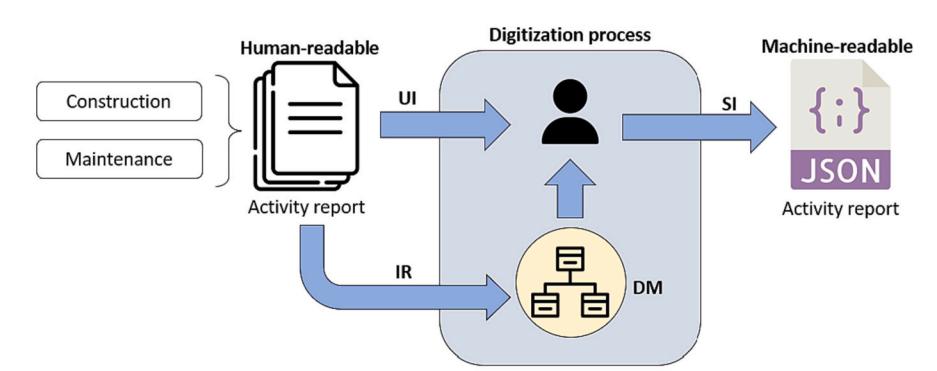 Construction
Maintenance
Human-readable
Activity report
UI
IR
Digitization process
DM
SI
Machine-readable
{;}
JSON
Activity report